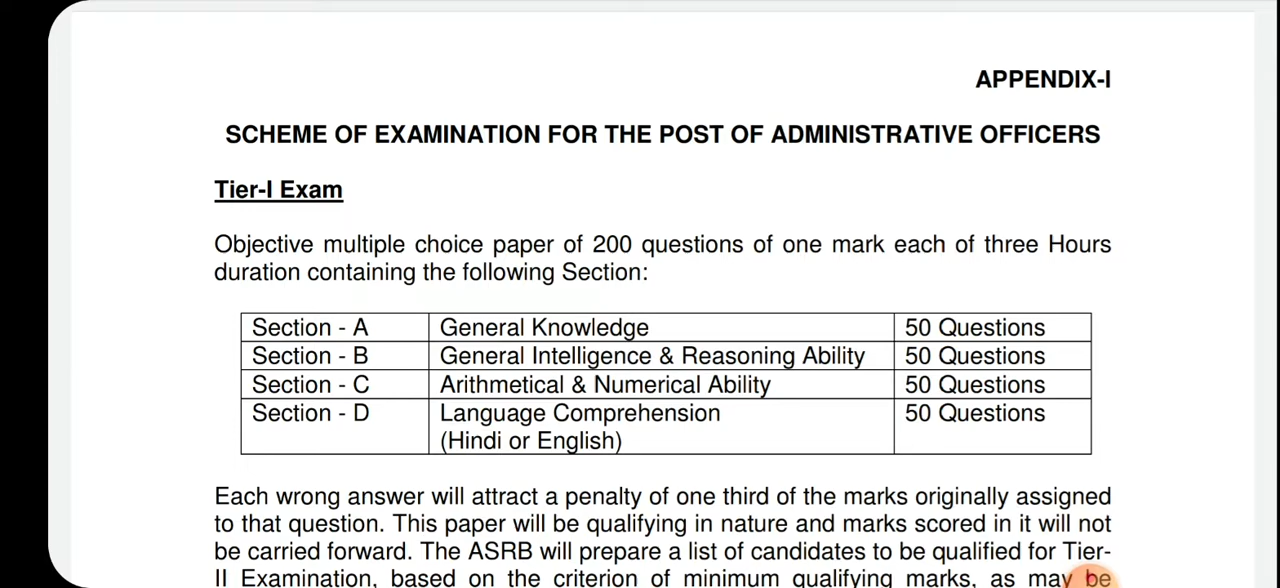 APPENDIX-I
SCHEME OF EXAMINATION FOR THE POST OF ADMINISTRATIVE OFFICERS
Tier-I Exam
Objective multiple choice paper of 200 questions of one mark each of three Hours
duration containing the following Section:
Section - A General Knowledge 50 Questions
Section - B General Intelligence & Reasoning Ability 50 Questions
Section - C Arithmetical & Numerical Ability 50 Questions
Section - D Language Comprehension 50 Questions
(Hindi or English)
Each wrong answer will attract a penalty of one third of the marks originally assigned
to that question. This paper will be qualifying in nature and marks scored in it will not
be carried forward. The ASRB will prepare a list of candidates to be qualified for Tier-
II Examination, based on the criterion of minimum qualifying marks, as may be